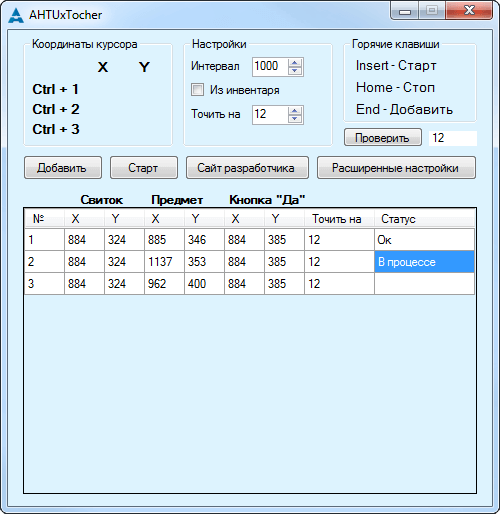 AHTUxTocher
Координаты курсора
X Y
Ctrl + 1
Ctrl + 2
Ctrl + 3
Настройки
Интервал 1000
Из инвентаря
Точить на 12
Горячие клавиши
Insert - Старт
Home - Стоп
End - Добавить
Проверить 12
Добавить Старт Сайт разработчика Расширенные настройки
Свиток Предмет Кнопка "Да"
№ X Y X Y X Y Точить на Статус
1 884 324 885 346 884 385 12 Ок
2 884 324 1137 353 884 385 12 В процессе
3 884 324 962 400 884 385 12